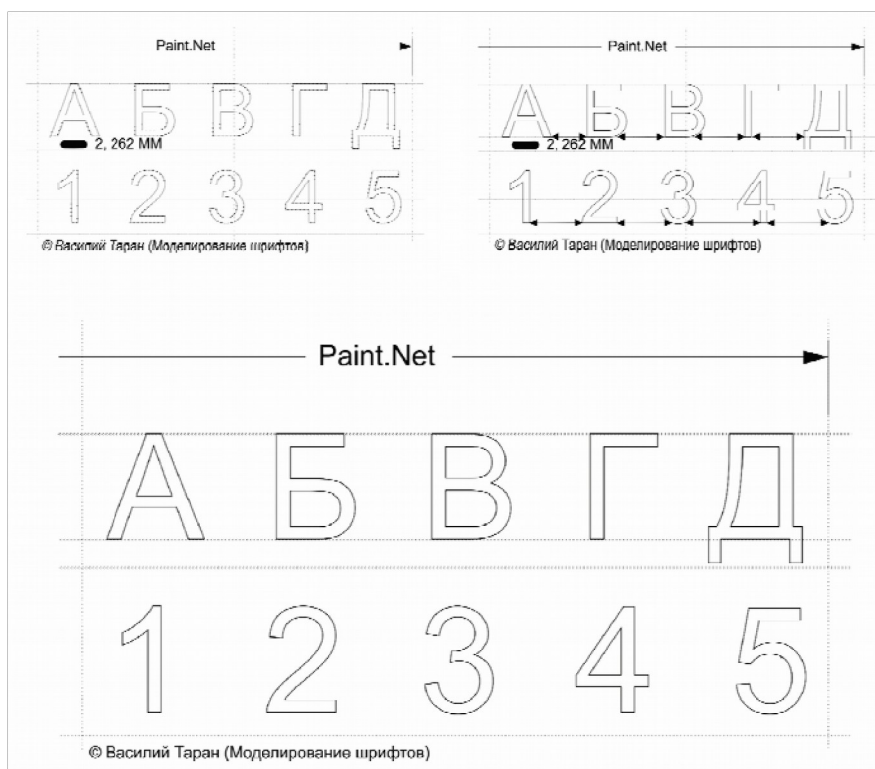 Paint.Net
А Б В Г Д
2, 262 ММ
1 2 3 4 5
© Василий Таран (Моделирование шрифтов)
Paint.Net
А Б В Г Д
2, 262 ММ
1 2 3 4 5
© Василий Таран (Моделирование шрифтов)
Paint.Net
А Б В Г Д
1 2 3 4 5
© Василий Таран (Моделирование шрифтов)